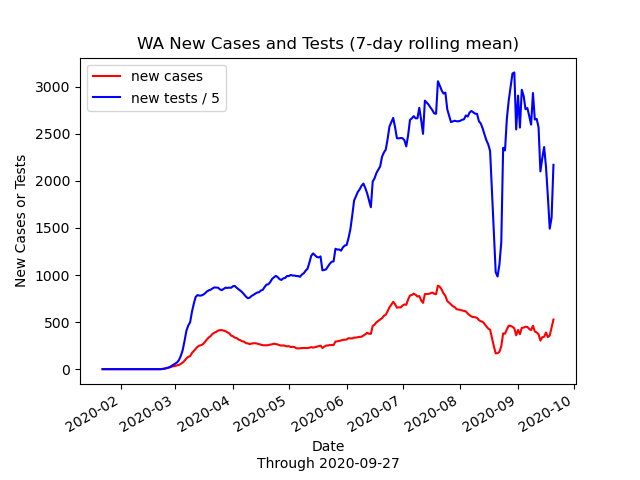 WA New Cases and Tests (7-day rolling mean)
new cases
new tests / 5
3000
2500
2000
1500
1000
500
0
New Cases or Tests
2020-02
2020-03
2020-04
2020-05
2020-06
2020-07
2020-08
2020-09
2020-10
Date
Through 2020-09-27